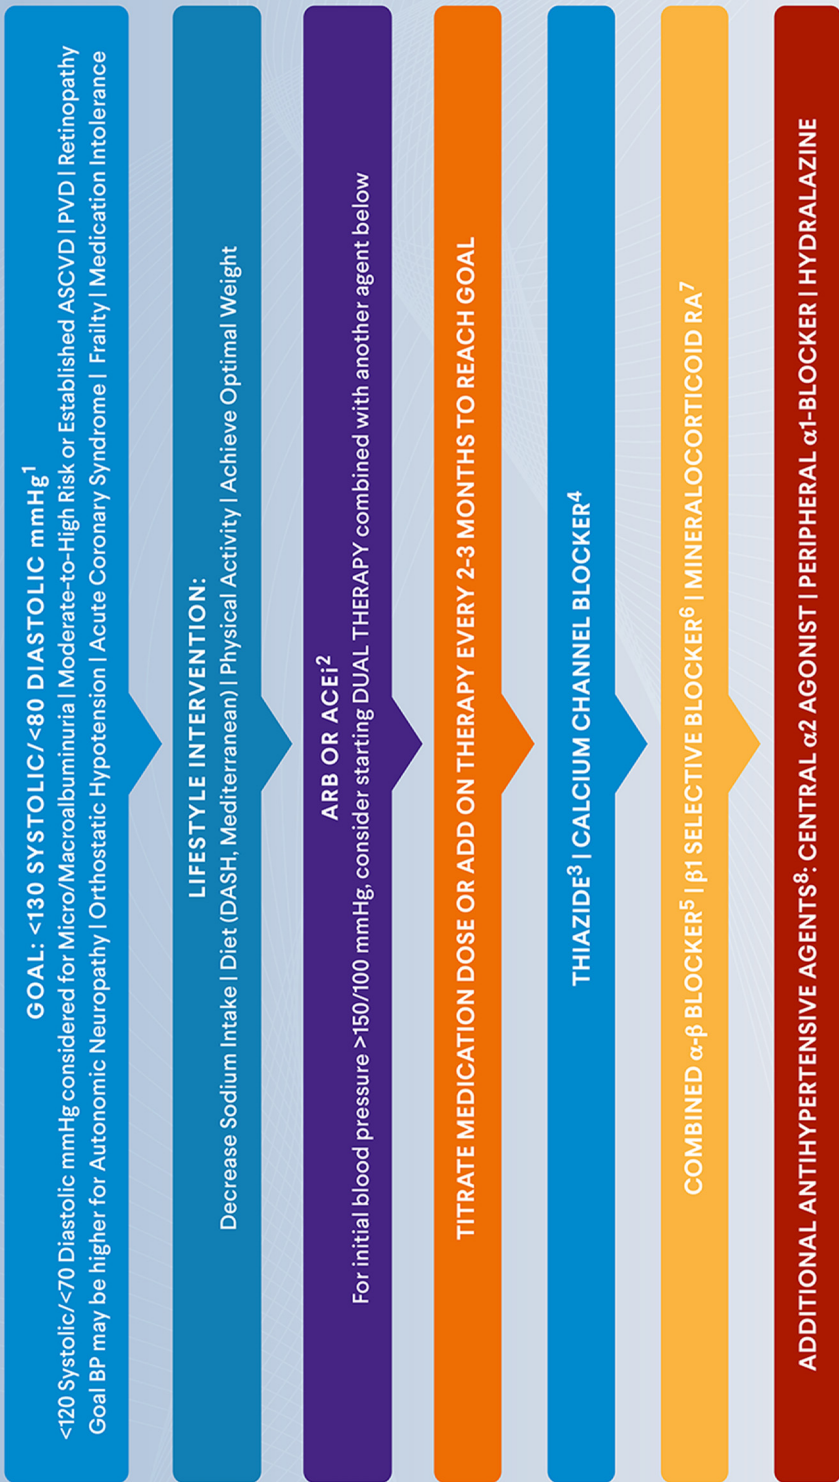 GOAL: <130 SYSTOLIC/<80 DIASTOLIC mmHg¹
<120 Systolic/<70 Diastolic mmHg considered for Micro/Macroalbuminuria | Moderate-to-High Risk or Established ASCVD | PVD | Retinopathy
Goal BP may be higher for Autonomic Neuropathy | Orthostatic Hypotension | Acute Coronary Syndrome | Frailty | Medication Intolerance
LIFESTYLE INTERVENTION:
Decrease Sodium Intake | Diet (DASH, Mediterranean) | Physical Activity | Achieve Optimal Weight
ARB OR ACEi²
For initial blood pressure >150/100 mmHg, consider starting DUAL THERAPY combined with another agent below
TITRATE MEDICATION DOSE OR ADD ON THERAPY EVERY 2-3 MONTHS TO REACH GOAL
THIAZIDE³ | CALCIUM CHANNEL BLOCKER⁴
COMBINED α-β BLOCKER⁵ | β1 SELECTIVE BLOCKER⁶ | MINERALOCORTICOID RA⁷
ADDITIONAL ANTIHYPERTENSIVE AGENTS⁸: CENTRAL α2 AGONIST | PERIPHERAL α1-BLOCKER | HYDRALAZINE